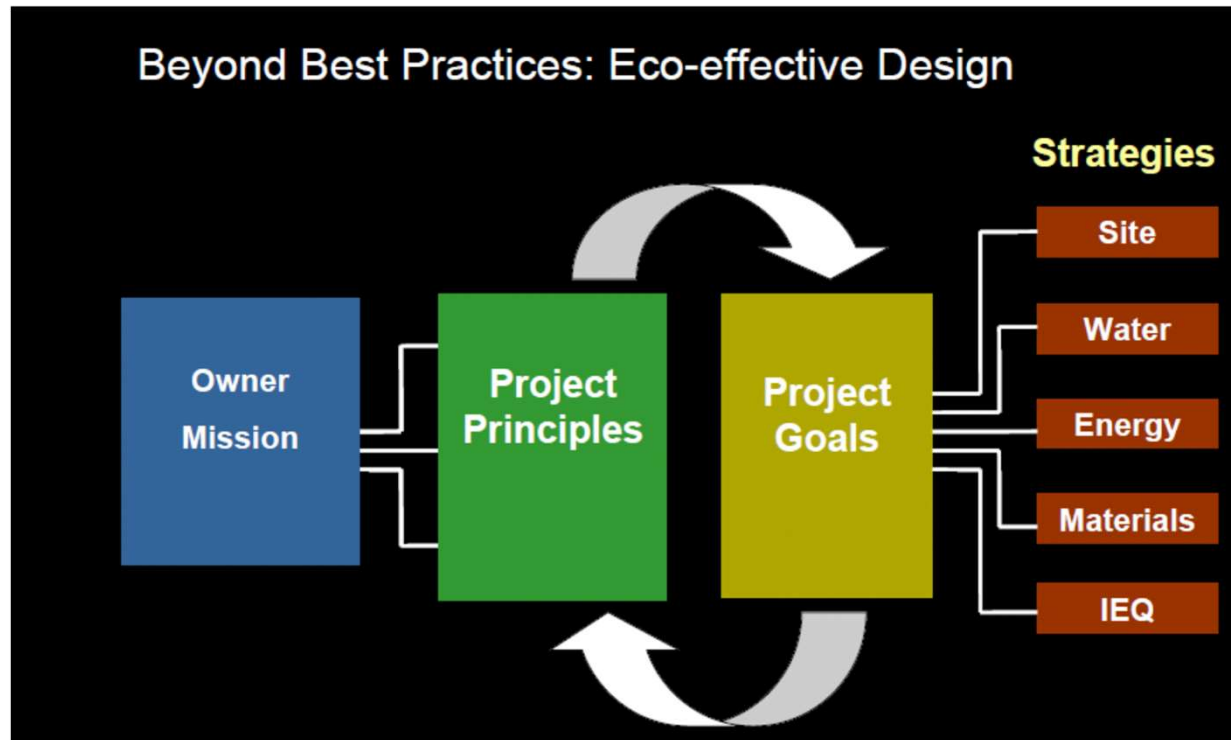 Beyond Best Practices: Eco-effective Design
Strategies
Owner
Mission
Project
Principles
Project
Goals
Site
Water
Energy
Materials
IEQ